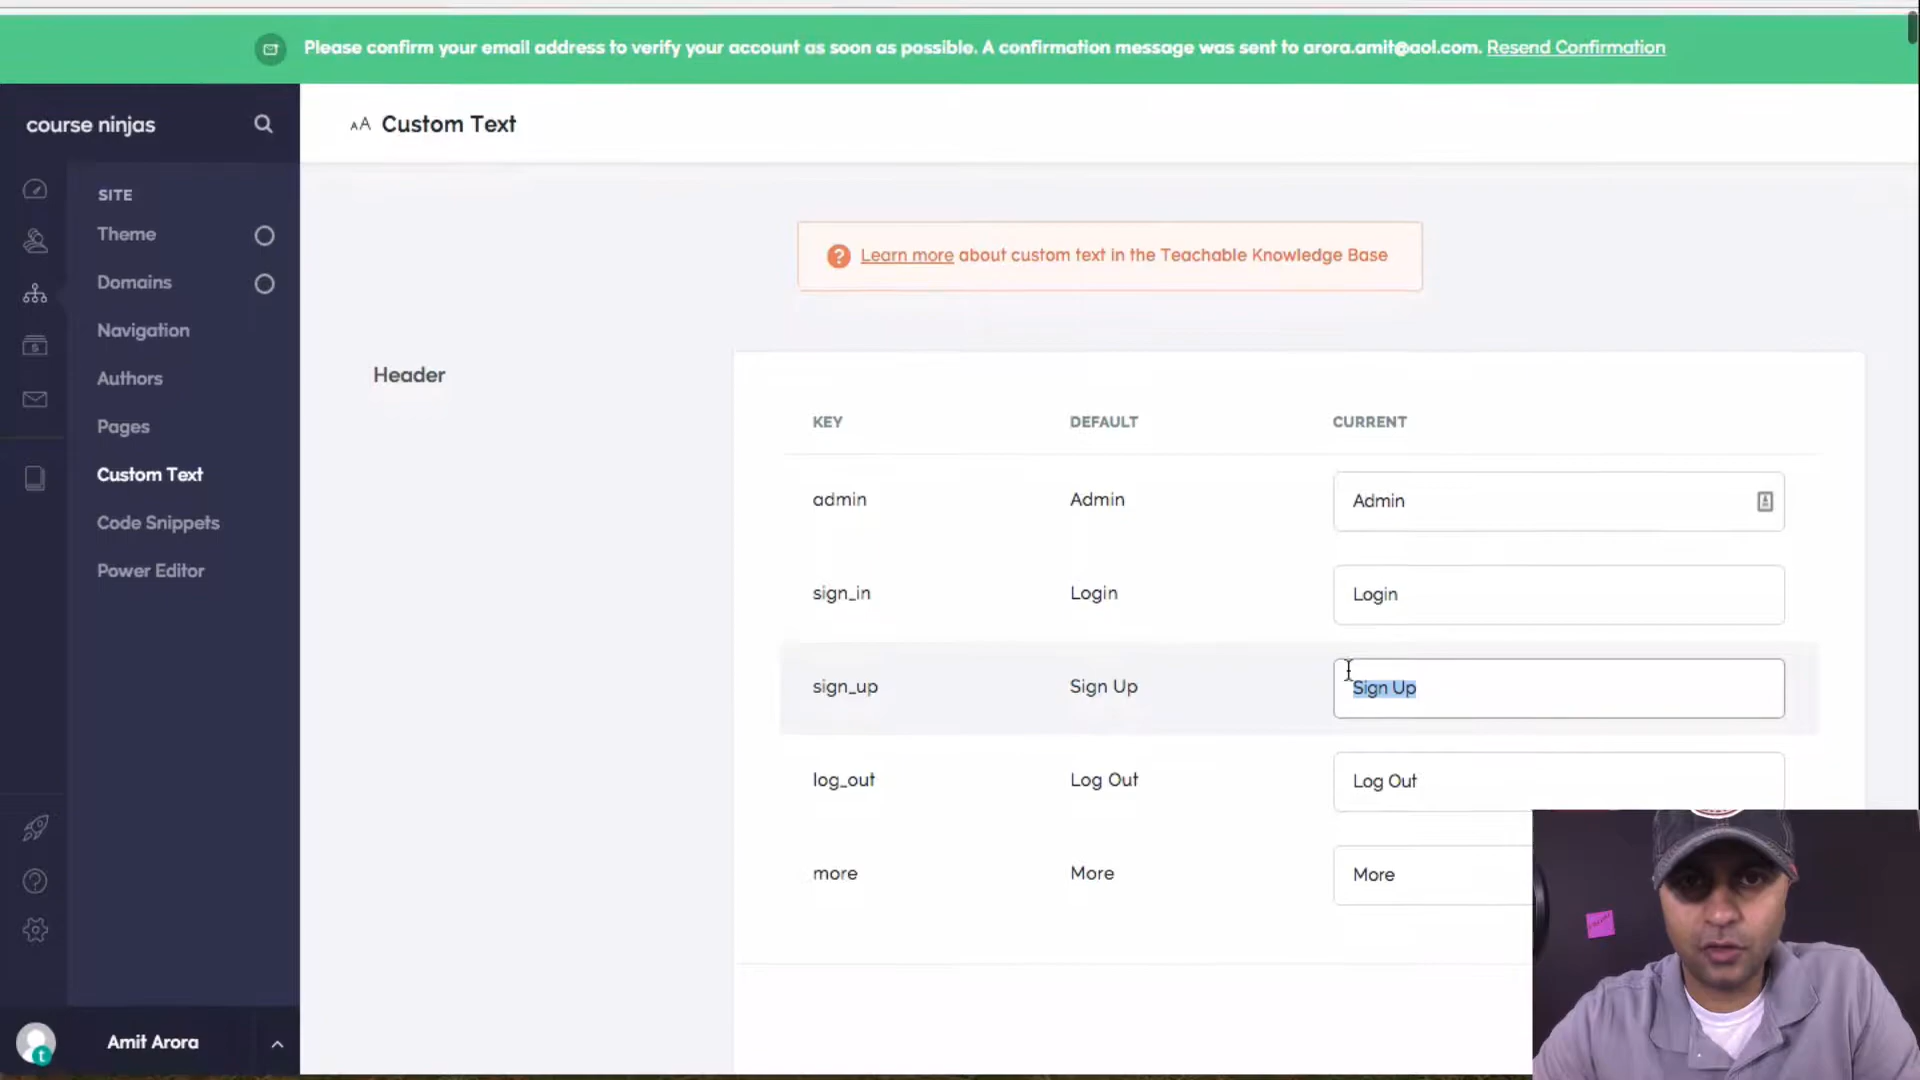 Please confirm your email address to verify your account as soon as possible. A confirmation message was sent to arora.amit@aol.com. Resend Confirmation
course ninjas
AA Custom Text
SITE
Theme
Domains
Navigation
Authors
Pages
Custom Text
Code Snippets
Power Editor
? Learn more about custom text in the Teachable Knowledge Base
Header
KEY DEFAULT CURRENT
admin Admin Admin
sign_in Login Login
sign_up Sign Up Sign Up
log_out Log Out Log Out
more More More
t Amit Arora